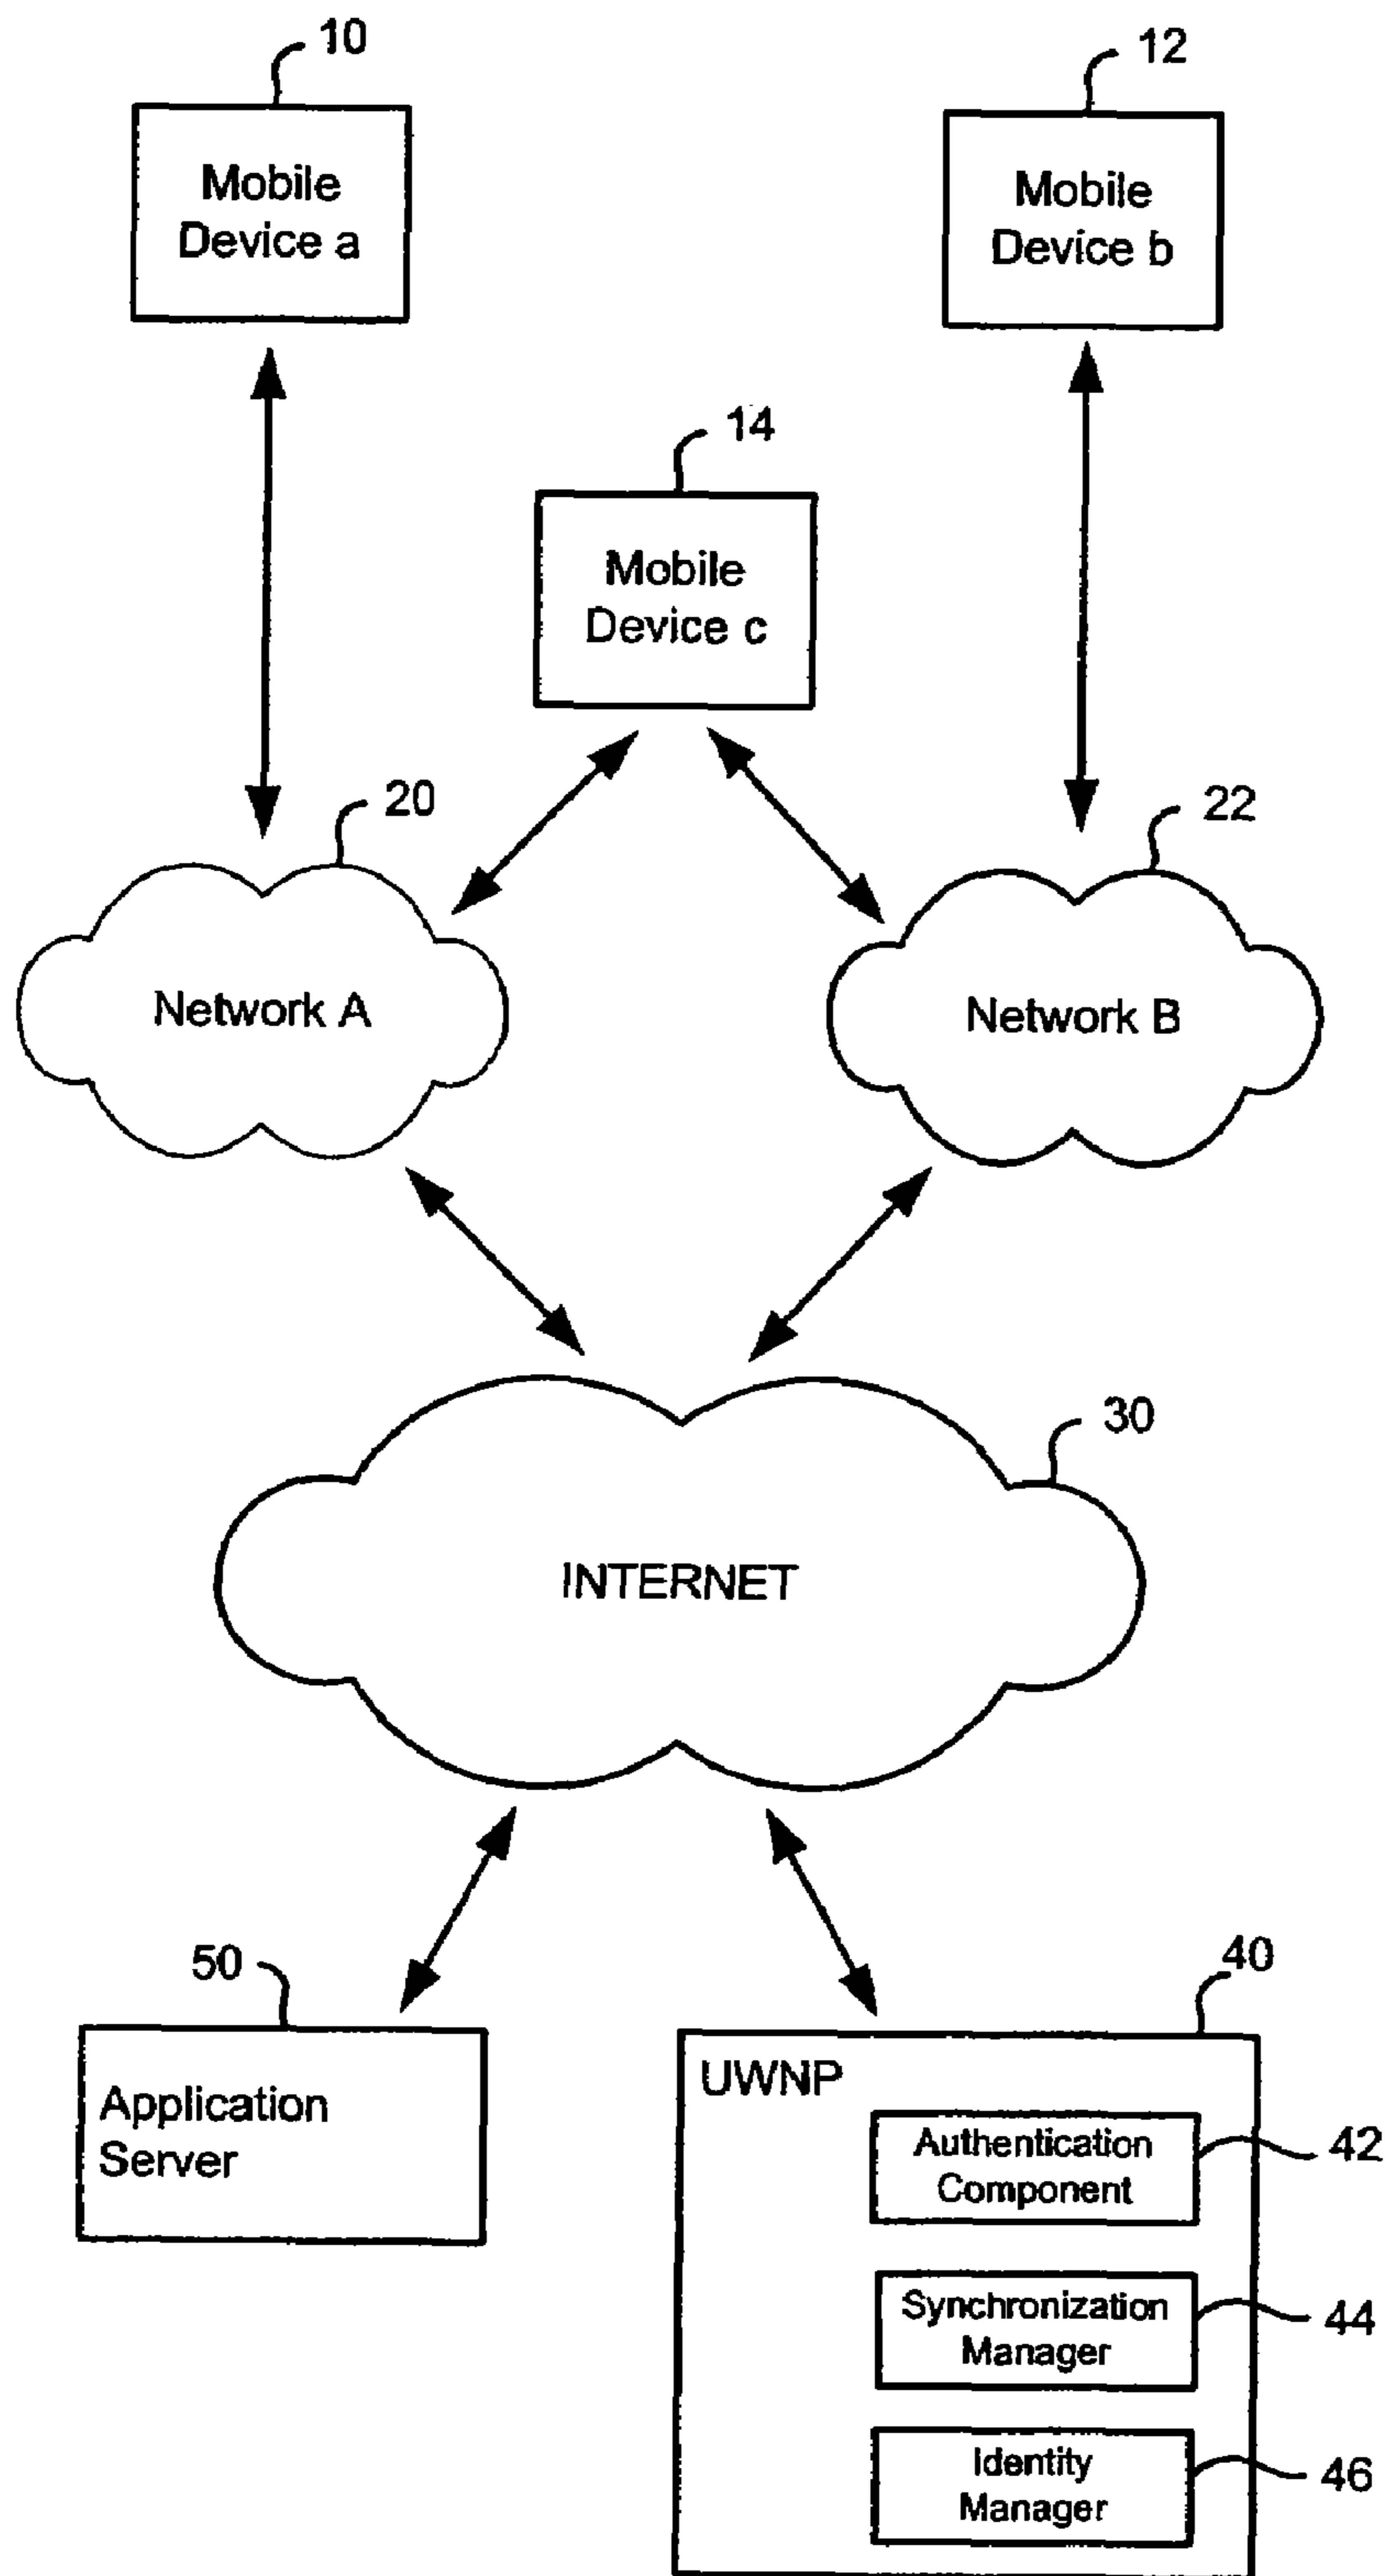 10
12
Mobile
Device a
Mobile
Device b
14
Mobile
Device c
20
22
Network A
Network B
30
INTERNET
50
40
Application
Server
UWNP
Authentication
Component
42
Synchronization
Manager
44
Identity
Manager
46